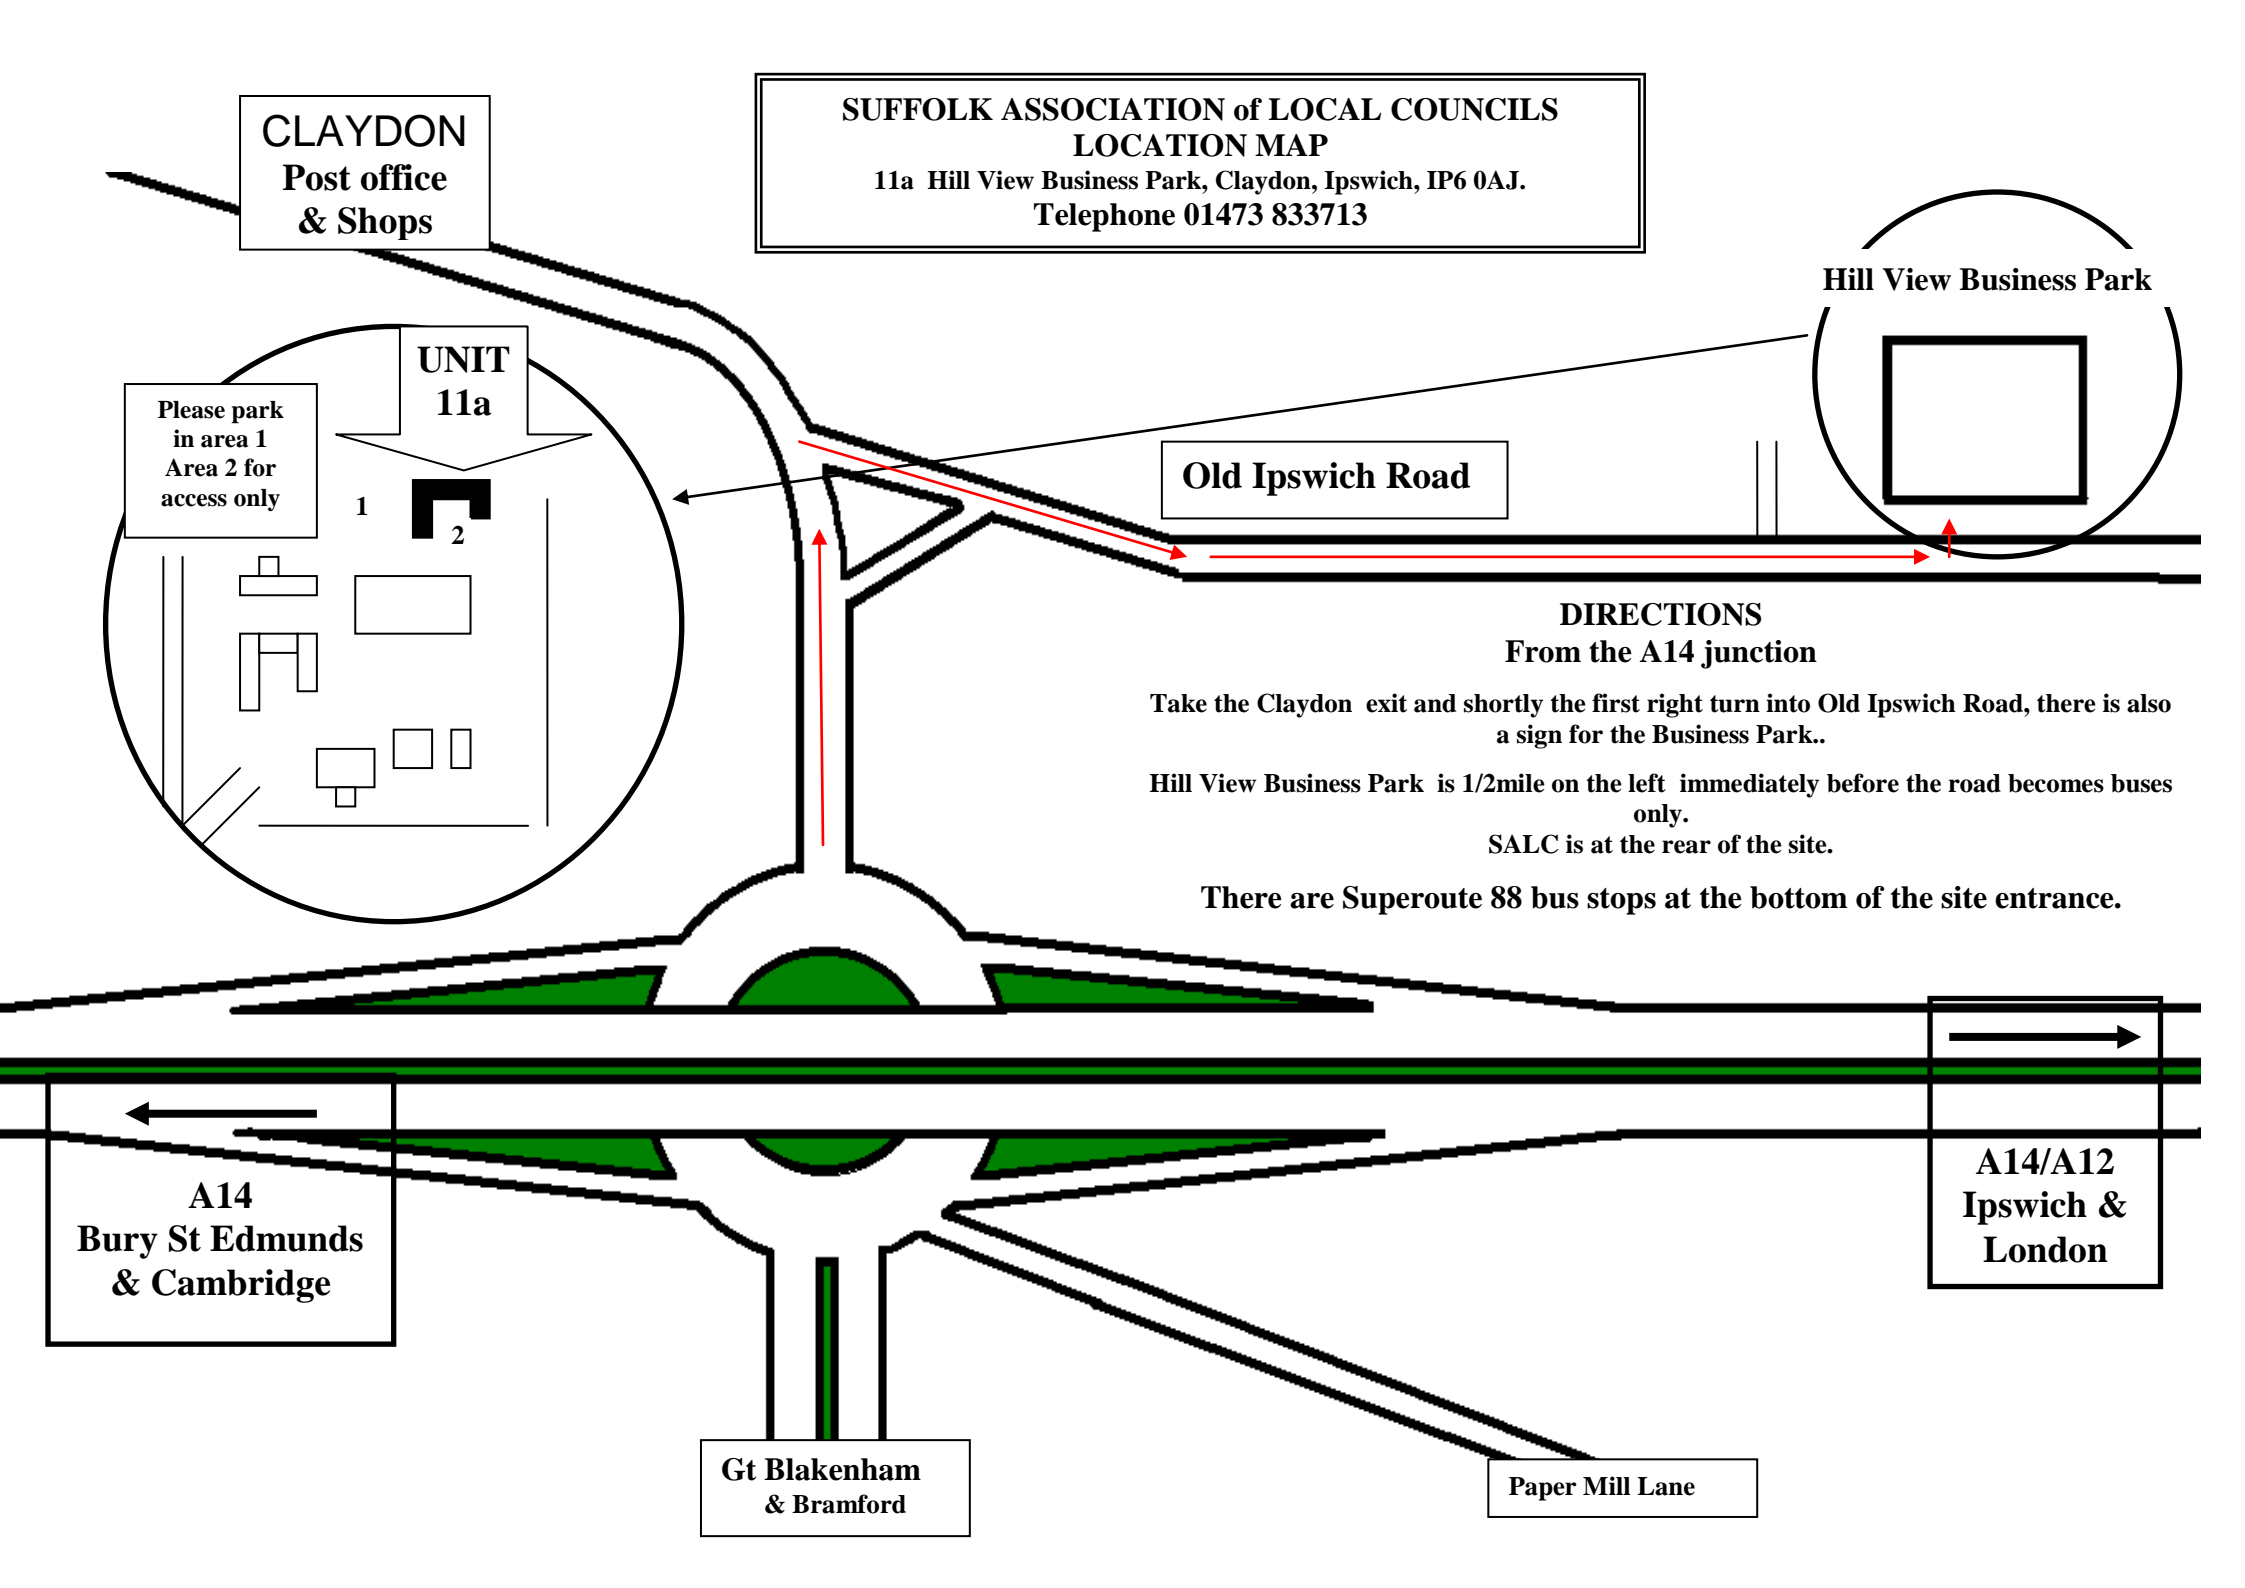 SUFFOLK ASSOCIATION of LOCAL COUNCILS
LOCATION MAP
11a Hill View Business Park, Claydon, Ipswich, IP6 0AJ.
Telephone 01473 833713
CLAYDON
Post office
& Shops
Hill View Business Park
UNIT
11a
Please park
in area 1
Area 2 for
access only
1
2
Old Ipswich Road
DIRECTIONS
From the A14 junction
Take the Claydon exit and shortly the first right turn into Old Ipswich Road, there is also
a sign for the Business Park..
Hill View Business Park is 1/2mile on the left immediately before the road becomes buses
only.
SALC is at the rear of the site.
There are Superoute 88 bus stops at the bottom of the site entrance.
A14
Bury St Edmunds
& Cambridge
A14/A12
Ipswich &
London
Gt Blakenham
& Bramford
Paper Mill Lane